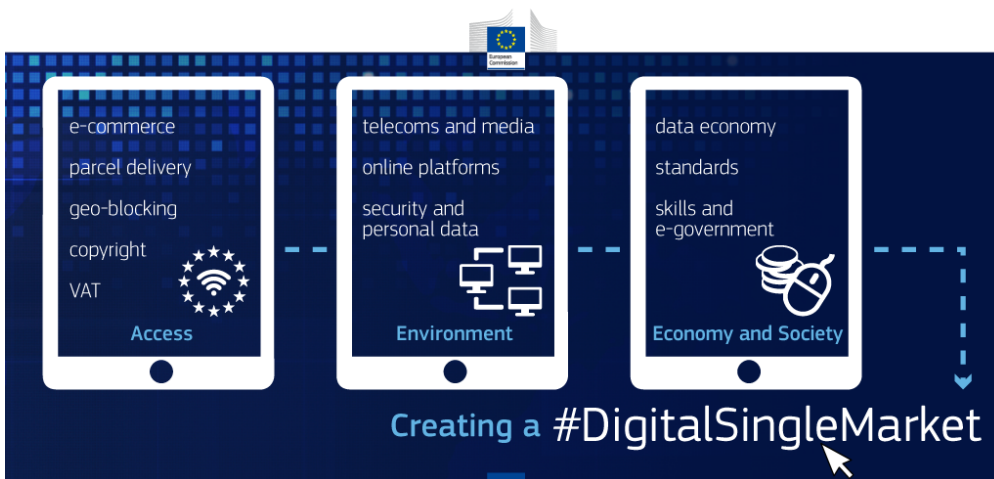 European
Commission
e-commerce
parcel delivery
geo-blocking
copyright
VAT
Access
telecoms and media
online platforms
security and
personal data
Environment
data economy
standards
skills and
e-government
Economy and Society
Creating a #DigitalSingleMarket